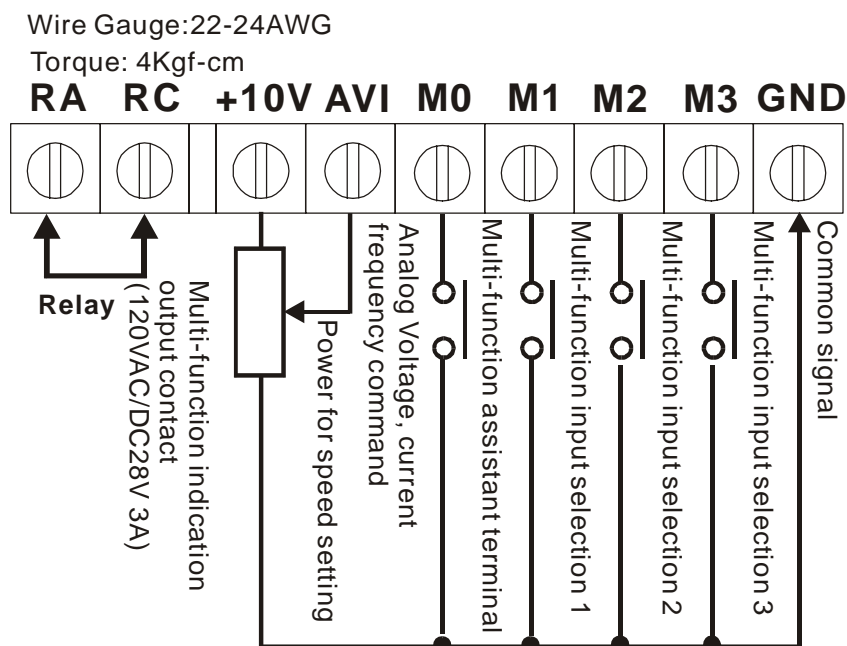 Wire Gauge:22-24AWG
Torque: 4Kgf-cm
RA RC +10V AVI M0 M1 M2 M3 GND
Relay
Multi-function indication
output contact
(120VAC/DC28V 3A)
Power for speed setting
Analog Voltage, current
frequency command
Multi-function assistant terminal
Multi-function input selection 1
Multi-function input selection 2
Multi-function input selection 3
Common signal